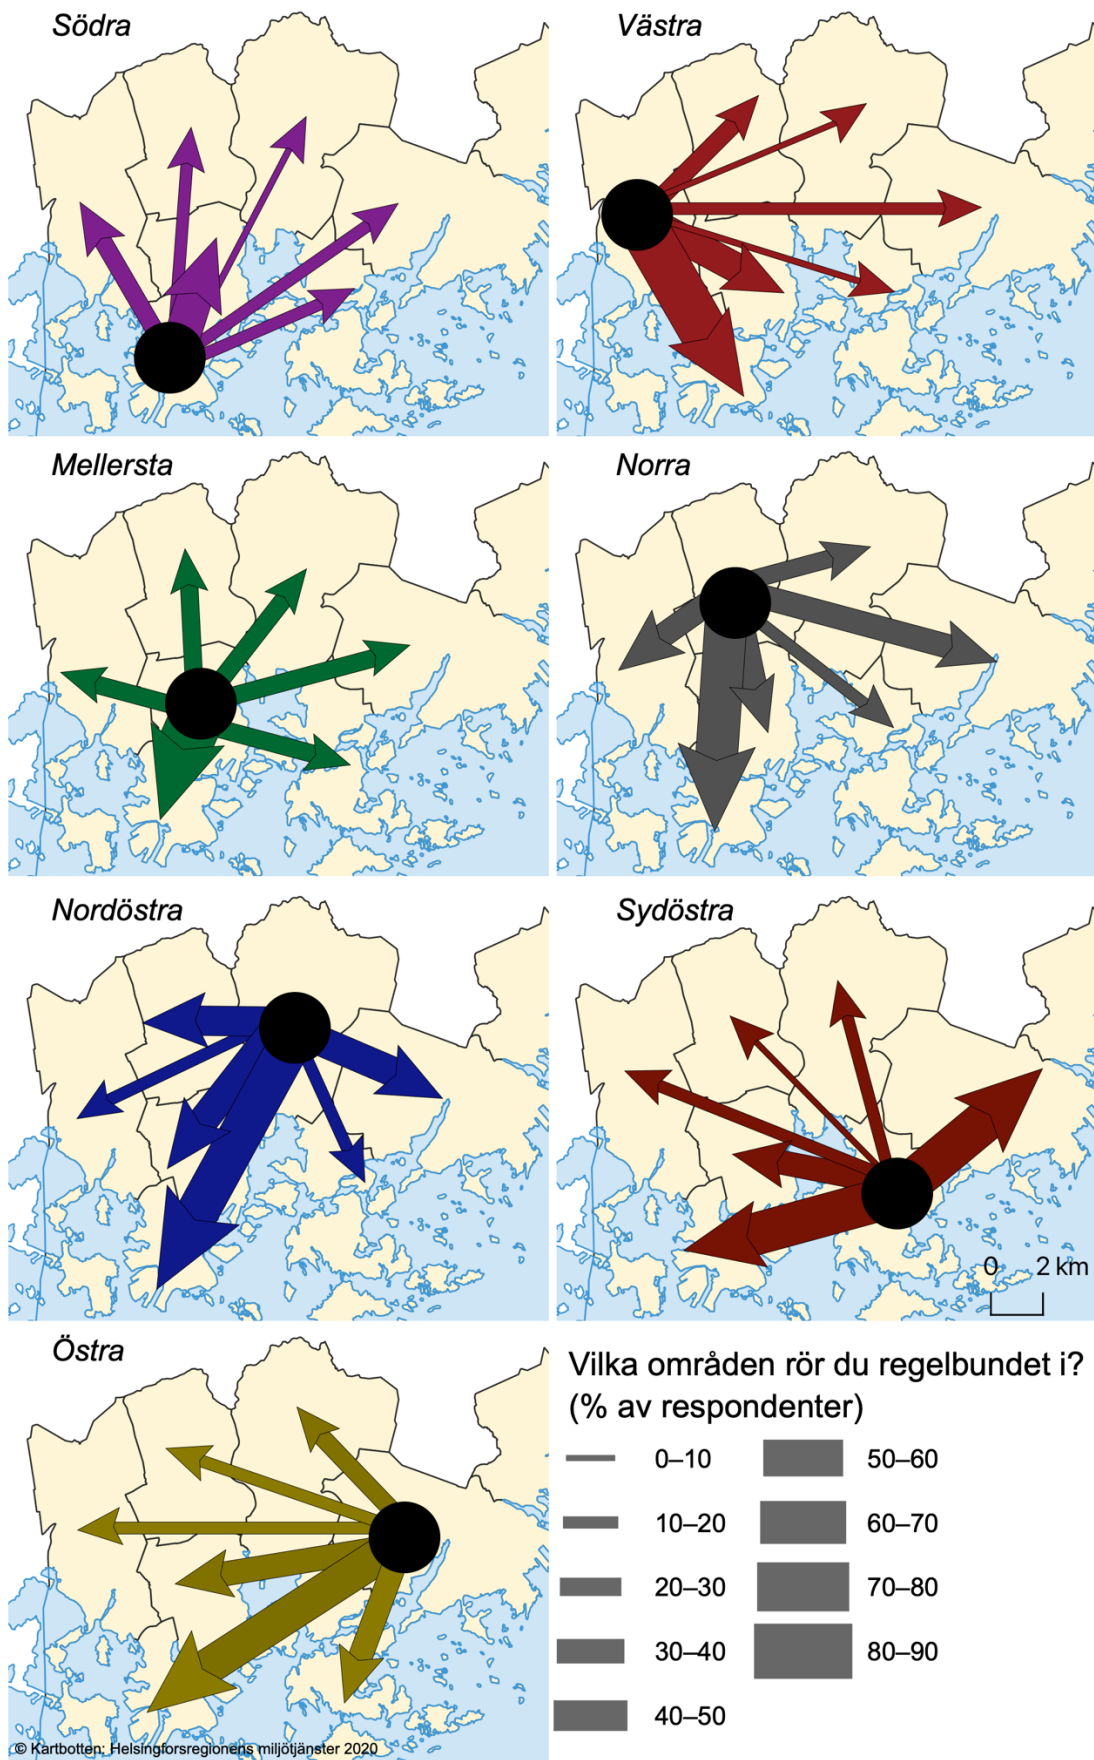 Södra
Västra
Mellersta
Norra
Nordöstra
Sydöstra
0 2 km
Östra
Vilka områden rör du regelbundet i?
(% av respondenter)
0–10
10–20
20–30
30–40
40–50
50–60
60–70
70–80
80–90
© Kartbotten: Helsingforsregionens miljötjänster 2020